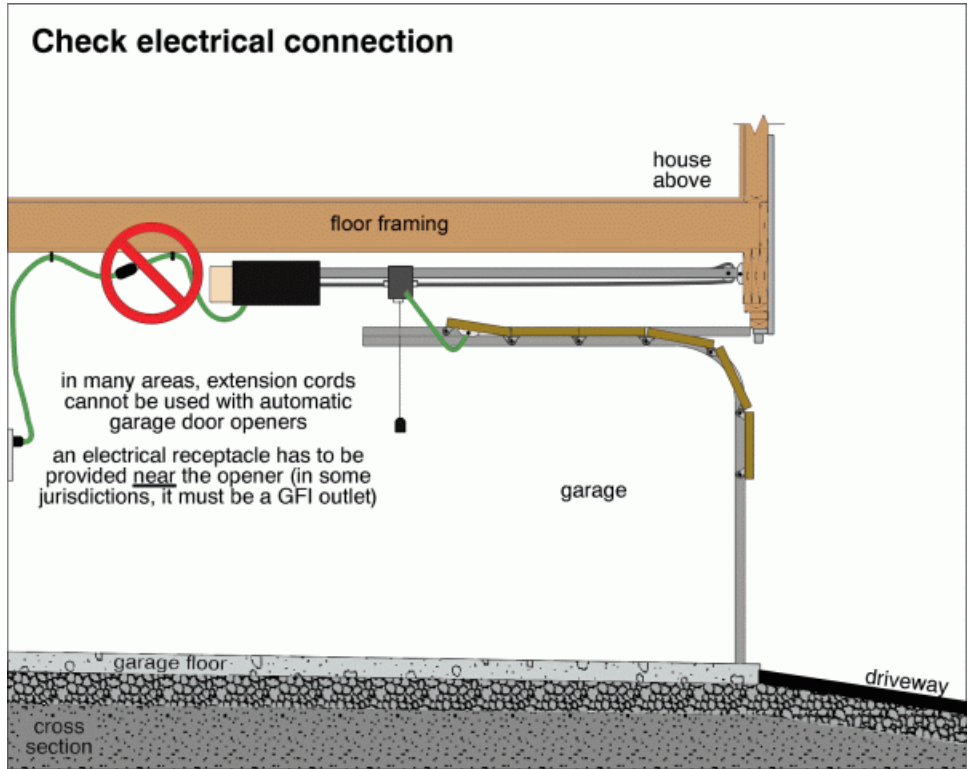 Check electrical connection
house
above
floor framing
in many areas, extension cords
cannot be used with automatic
garage door openers
an electrical receptacle has to be
provided near the opener (in some
jurisdictions, it must be a GFI outlet)
garage
garage floor
driveway
cross
section